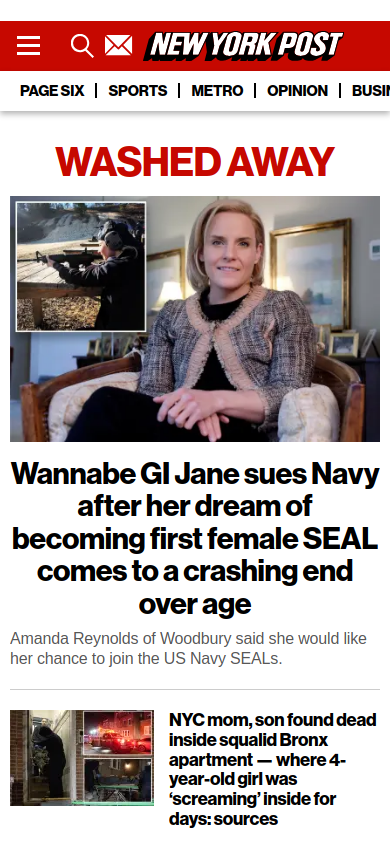 NEW YORK POST
PAGE SIX | SPORTS | METRO | OPINION | BUSI
WASHED AWAY
Wannabe GI Jane sues Navy
after her dream of
becoming first female SEAL
comes to a crashing end
over age
Amanda Reynolds of Woodbury said she would like
her chance to join the US Navy SEALs.
NYC mom, son found dead
inside squalid Bronx
apartment — where 4-
year-old girl was
‘screaming’ inside for
days: sources